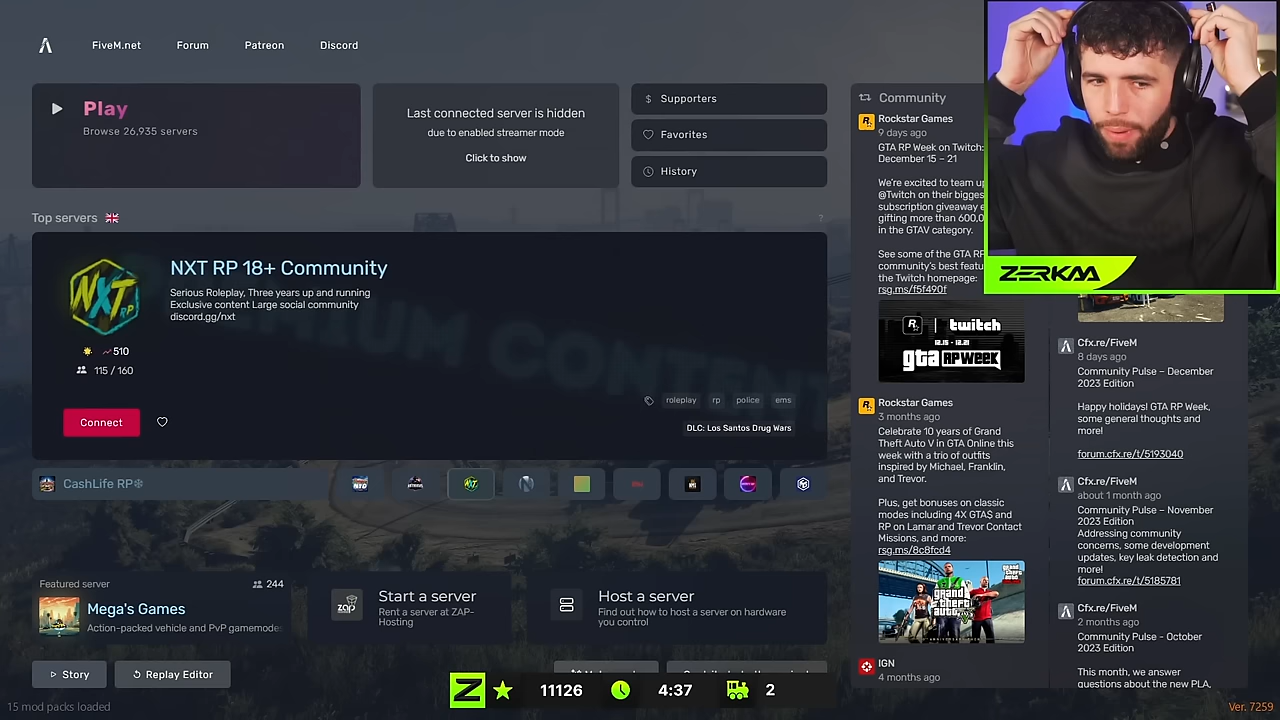 FiveM.net
Forum
Patreon
Discord
Play
Browse 26,935 servers
Last connected server is hidden
due to enabled streamer mode
Click to show
Supporters
Favorites
History
Top servers
?
NXT RP 18+ Community
Serious Roleplay, Three years up and running
Exclusive content Large social community
discord.gg/nxt
NXT
RP
510
115 / 160
Connect
roleplay
rp
police
ems
DLC: Los Santos Drug Wars
CashLife RP❄
Featured server
244
Mega's Games
Action-packed vehicle and PvP gamemode
ZAP
Start a server
Rent a server at ZAP-
Hosting
Host a server
Find out how to host a server on hardware
you control
Story
Replay Editor
15 mod packs loaded
Z
11126
4:37
2
Community
Rockstar Games
9 days ago
GTA RP Week on Twitch:
December 15 – 21
We're excited to team u
@Twitch on their bigges
subscription giveaway e
gifting more than 600,0
in the GTAV category.
See some of the GTA R
community's best featu
the Twitch homepage:
rsg.ms/f5f490f
R
twitch
12.15 - 12.21
gta RP WEEK
Rockstar Games
3 months ago
Celebrate 10 years of Grand
Theft Auto V in GTA Online this
week with a trio of outfits
inspired by Michael, Franklin,
and Trevor.
Plus, get bonuses on classic
modes including 4X GTA$ and
RP on Lamar and Trevor Contact
Missions, and more:
rsg.ms/8c8fcd4
grand
theft
auto
IGN
4 months ago
ZERKAA
Cfx.re/FiveM
8 days ago
Community Pulse – December
2023 Edition
Happy holidays! GTA RP Week,
some general thoughts and
more!
forum.cfx.re/t/5193040
Cfx.re/FiveM
about 1 month ago
Community Pulse – November
2023 Edition
Addressing community
concerns, some development
updates, key leak detection and
more!
forum.cfx.re/t/5185781
Cfx.re/FiveM
2 months ago
Community Pulse - October
2023 Edition
This month, we answer
questions about the new PLA,
Ver. 7259